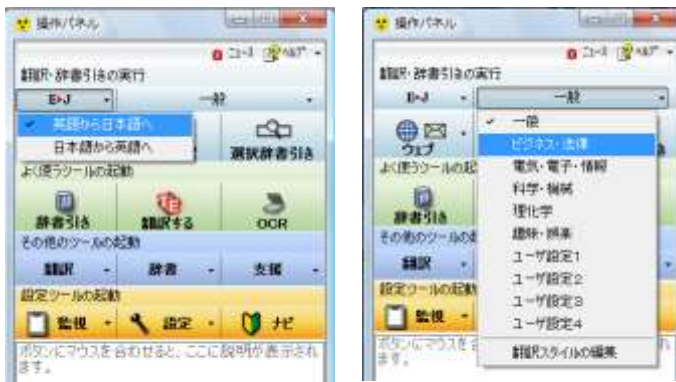 操作パネル
ニュース ヘルプ
翻訳・辞書引きの実行
E▸J 一般
✓ 英語から日本語へ
日本語から英語へ
選択辞書引き
よく使うツールの起動
辞書引き 翻訳する OCR
その他のツールの起動
翻訳 辞書 支援
設定ツールの起動
監視 設定 ナビ
ボタンにマウスを合わせると、ここに説明が表示され
ます。
操作パネル
ニュース ヘルプ
翻訳・辞書引きの実行
E▸J 一般
✓ 一般
ビジネス・法律
電気・電子・情報
科学・機械
理化学
趣味・娯楽
ユーザ設定1
ユーザ設定2
ユーザ設定3
ユーザ設定4
翻訳スタイルの編集
ウェブ
よく使うツールの起
辞書引き
その他のツールの
翻訳
設定ツールの起動
監視
ボタンにマウスを
ます。